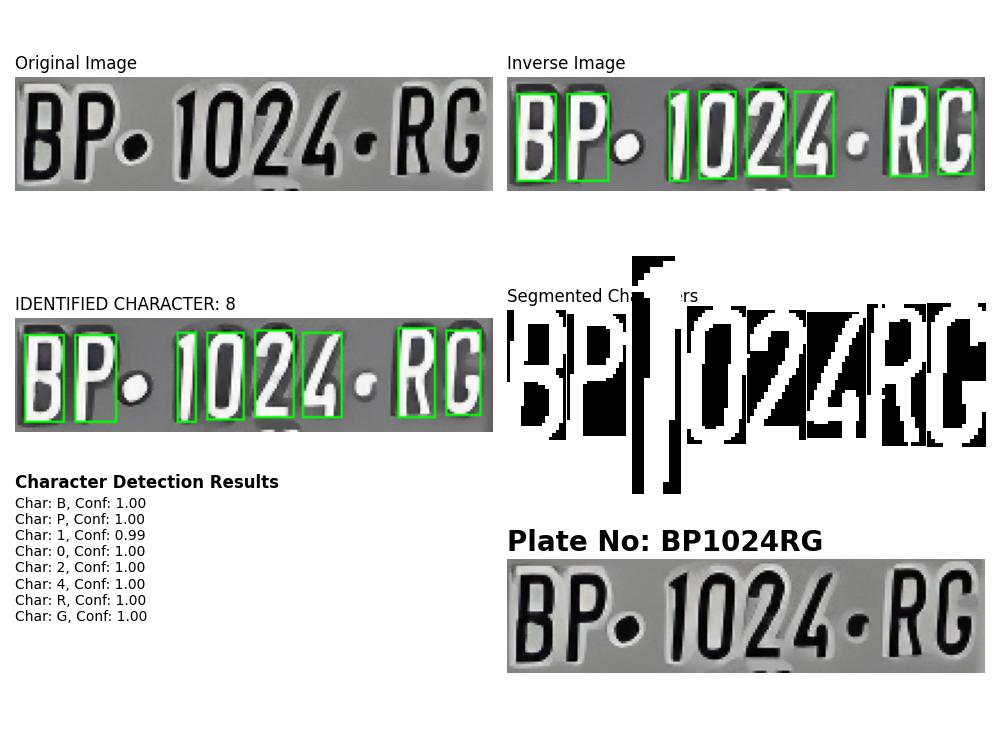 Original Image
BP• 1024•RG
Inverse Image
BP• 1024•RG
IDENTIFIED CHARACTER: 8
BP• 1024•RG
Segmented Cha
ers
BP1024RG
Character Detection Results
Char: B, Conf: 1.00
Char: P, Conf: 1.00
Char: 1, Conf: 0.99
Char: 0, Conf: 1.00
Char: 2, Conf: 1.00
Char: 4, Conf: 1.00
Char: R, Conf: 1.00
Char: G, Conf: 1.00
Plate No: BP1024RG
BP• 1024•RG